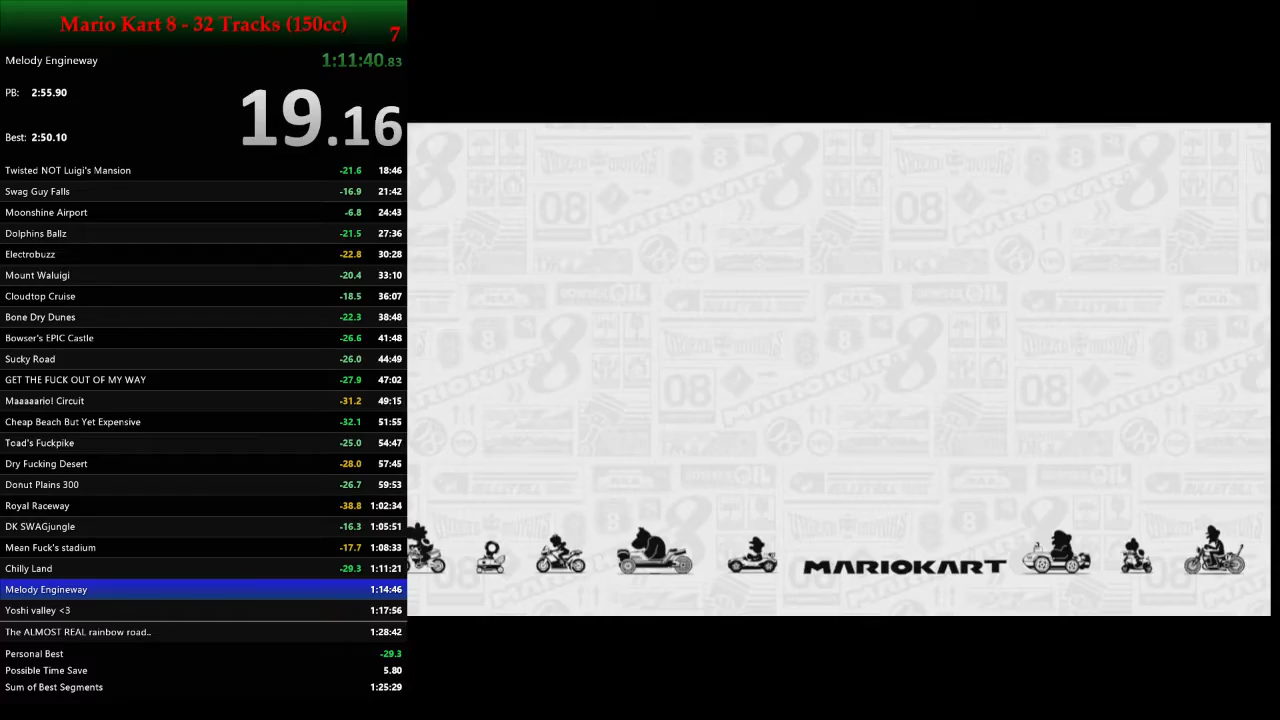 Mario Kart 8 - 32 Tracks (150cc)
7
Melody Engineway 1:11:40.83
PB: 2:55.90
19.16
Best: 2:50.10
Twisted NOT Luigi's Mansion -21.6 18:46
Swag Guy Falls -16.9 21:42
Moonshine Airport -6.8 24:43
Dolphins Ballz -21.5 27:36
Electrobuzz -22.8 30:28
Mount Waluigi -20.4 33:10
Cloudtop Cruise -18.5 36:07
Bone Dry Dunes -22.3 38:48
Bowser's EPIC Castle -26.6 41:48
Sucky Road -26.0 44:49
GET THE FUCK OUT OF MY WAY -27.9 47:02
Maaaaario! Circuit -31.2 49:15
Cheap Beach But Yet Expensive -32.1 51:55
Toad's Fuckpike -25.0 54:47
Dry Fucking Desert -28.0 57:45
Donut Plains 300 -26.7 59:53
Royal Raceway -38.8 1:02:34
DK SWAGjungle -16.3 1:05:51
Mean Fuck's stadium -17.7 1:08:33
Chilly Land -29.3 1:11:21
Melody Engineway 1:14:46
Yoshi valley <3 1:17:56
The ALMOST REAL rainbow road.. 1:28:42
Personal Best -29.3
Possible Time Save 5.80
Sum of Best Segments 1:25:29
MARIOKART
MARIOKART 8
08